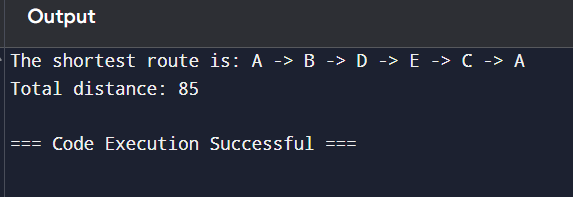 Output
The shortest route is: A -> B -> D -> E -> C -> A
Total distance: 85
=== Code Execution Successful ===